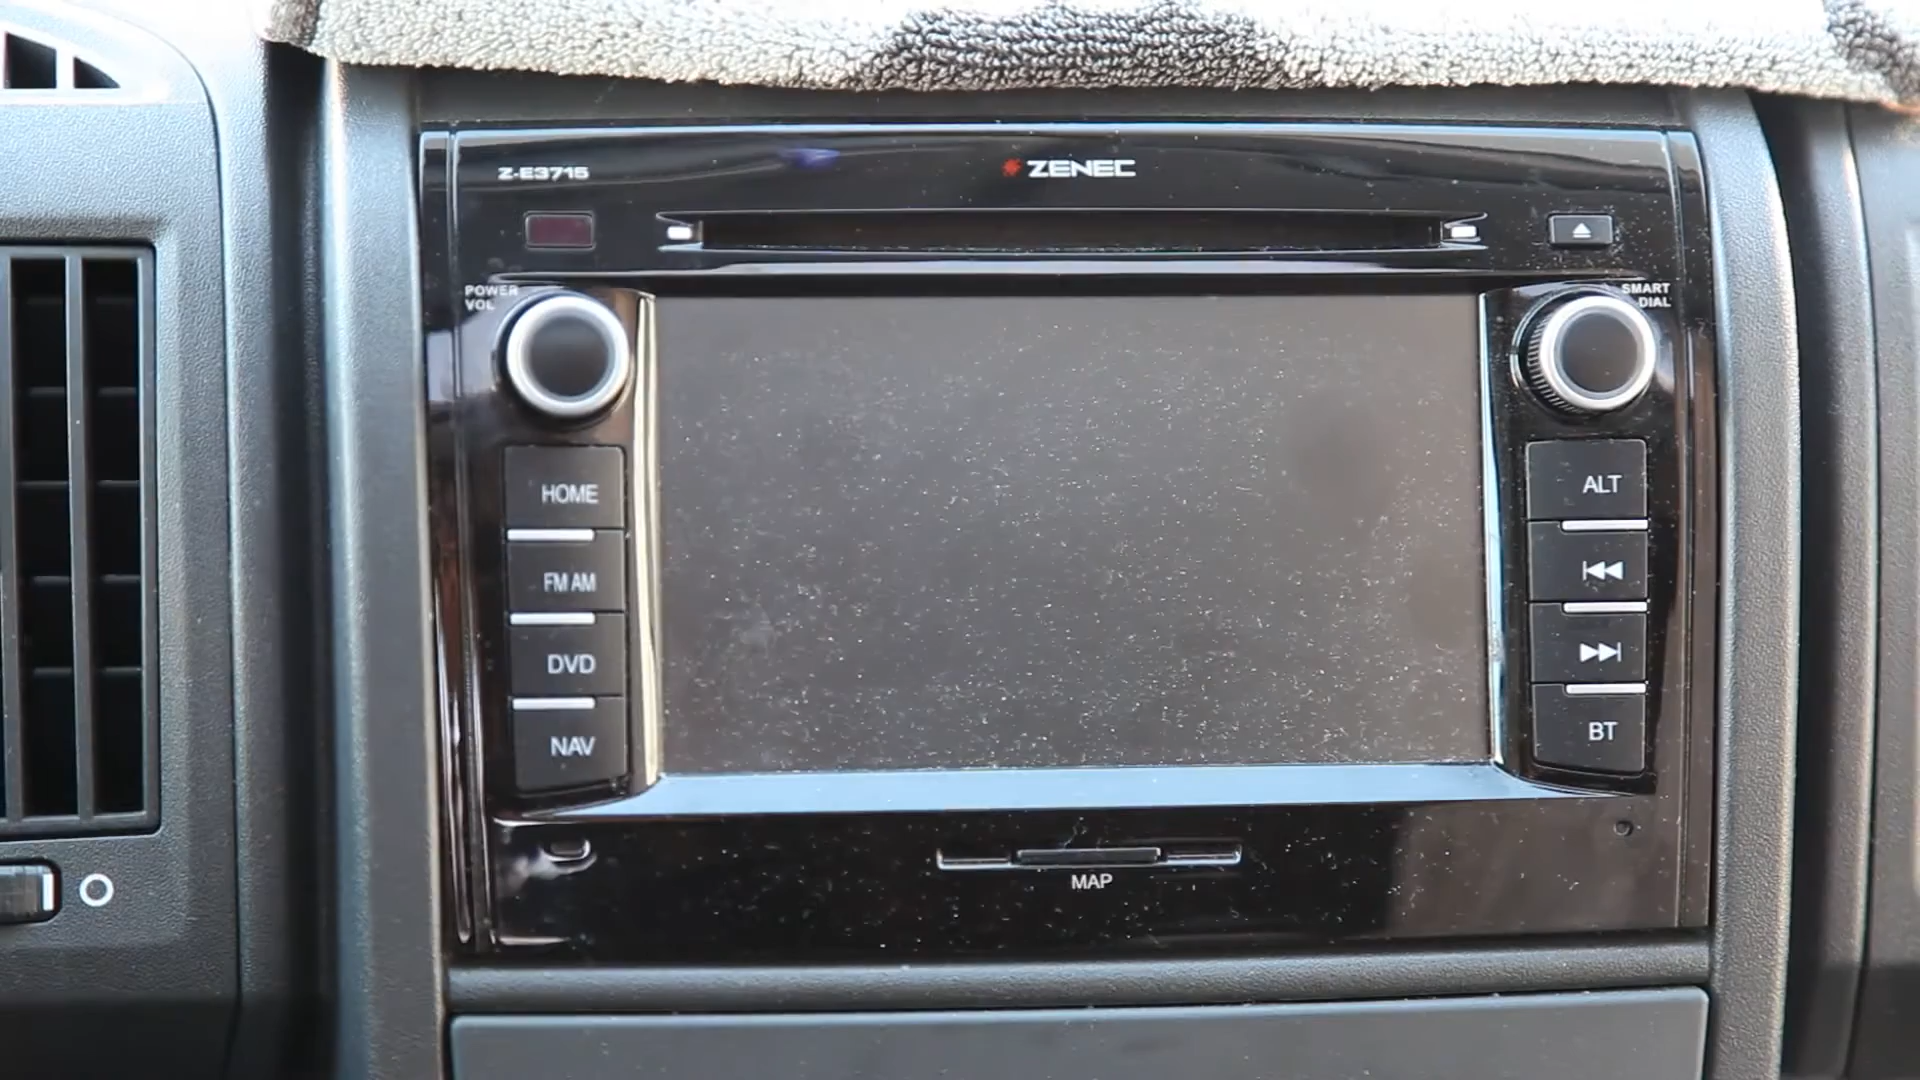 Z-E3715
ZENEC
POWER
VOL
SMART
DIAL
HOME
FM AM
DVD
NAV
ALT
BT
MAP